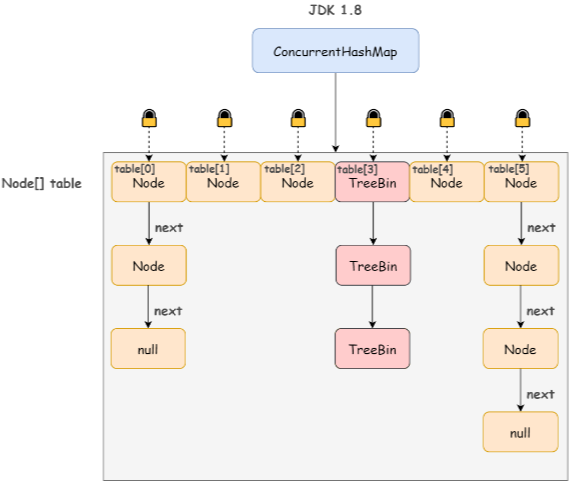 JDK 1.8
ConcurrentHashMap
Node[] table
table[0] table[1] table[2] table[3] table[4] table[5]
Node Node Node TreeBin Node Node
next next
Node TreeBin Node
next next
null TreeBin Node
next
null